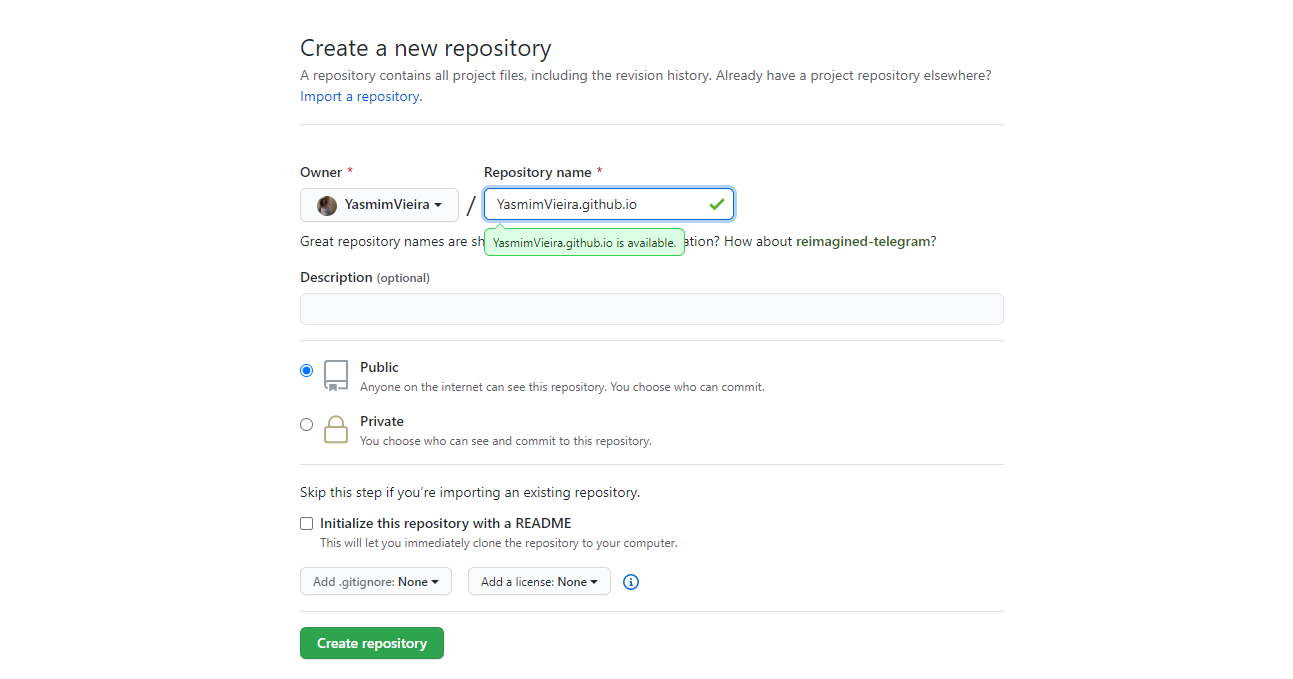 Create a new repository
A repository contains all project files, including the revision history. Already have a project repository elsewhere?
Import a repository.
Owner *
Repository name *
YasmimVieira
/
YasmimVieira.github.io
Great repository names are sh
YasmimVieira.github.io is available.
ation? How about reimagined-telegram?
Description (optional)
Public
Anyone on the internet can see this repository. You choose who can commit.
Private
You choose who can see and commit to this repository.
Skip this step if you’re importing an existing repository.
Initialize this repository with a README
This will let you immediately clone the repository to your computer.
Add .gitignore: None
Add a license: None
Create repository